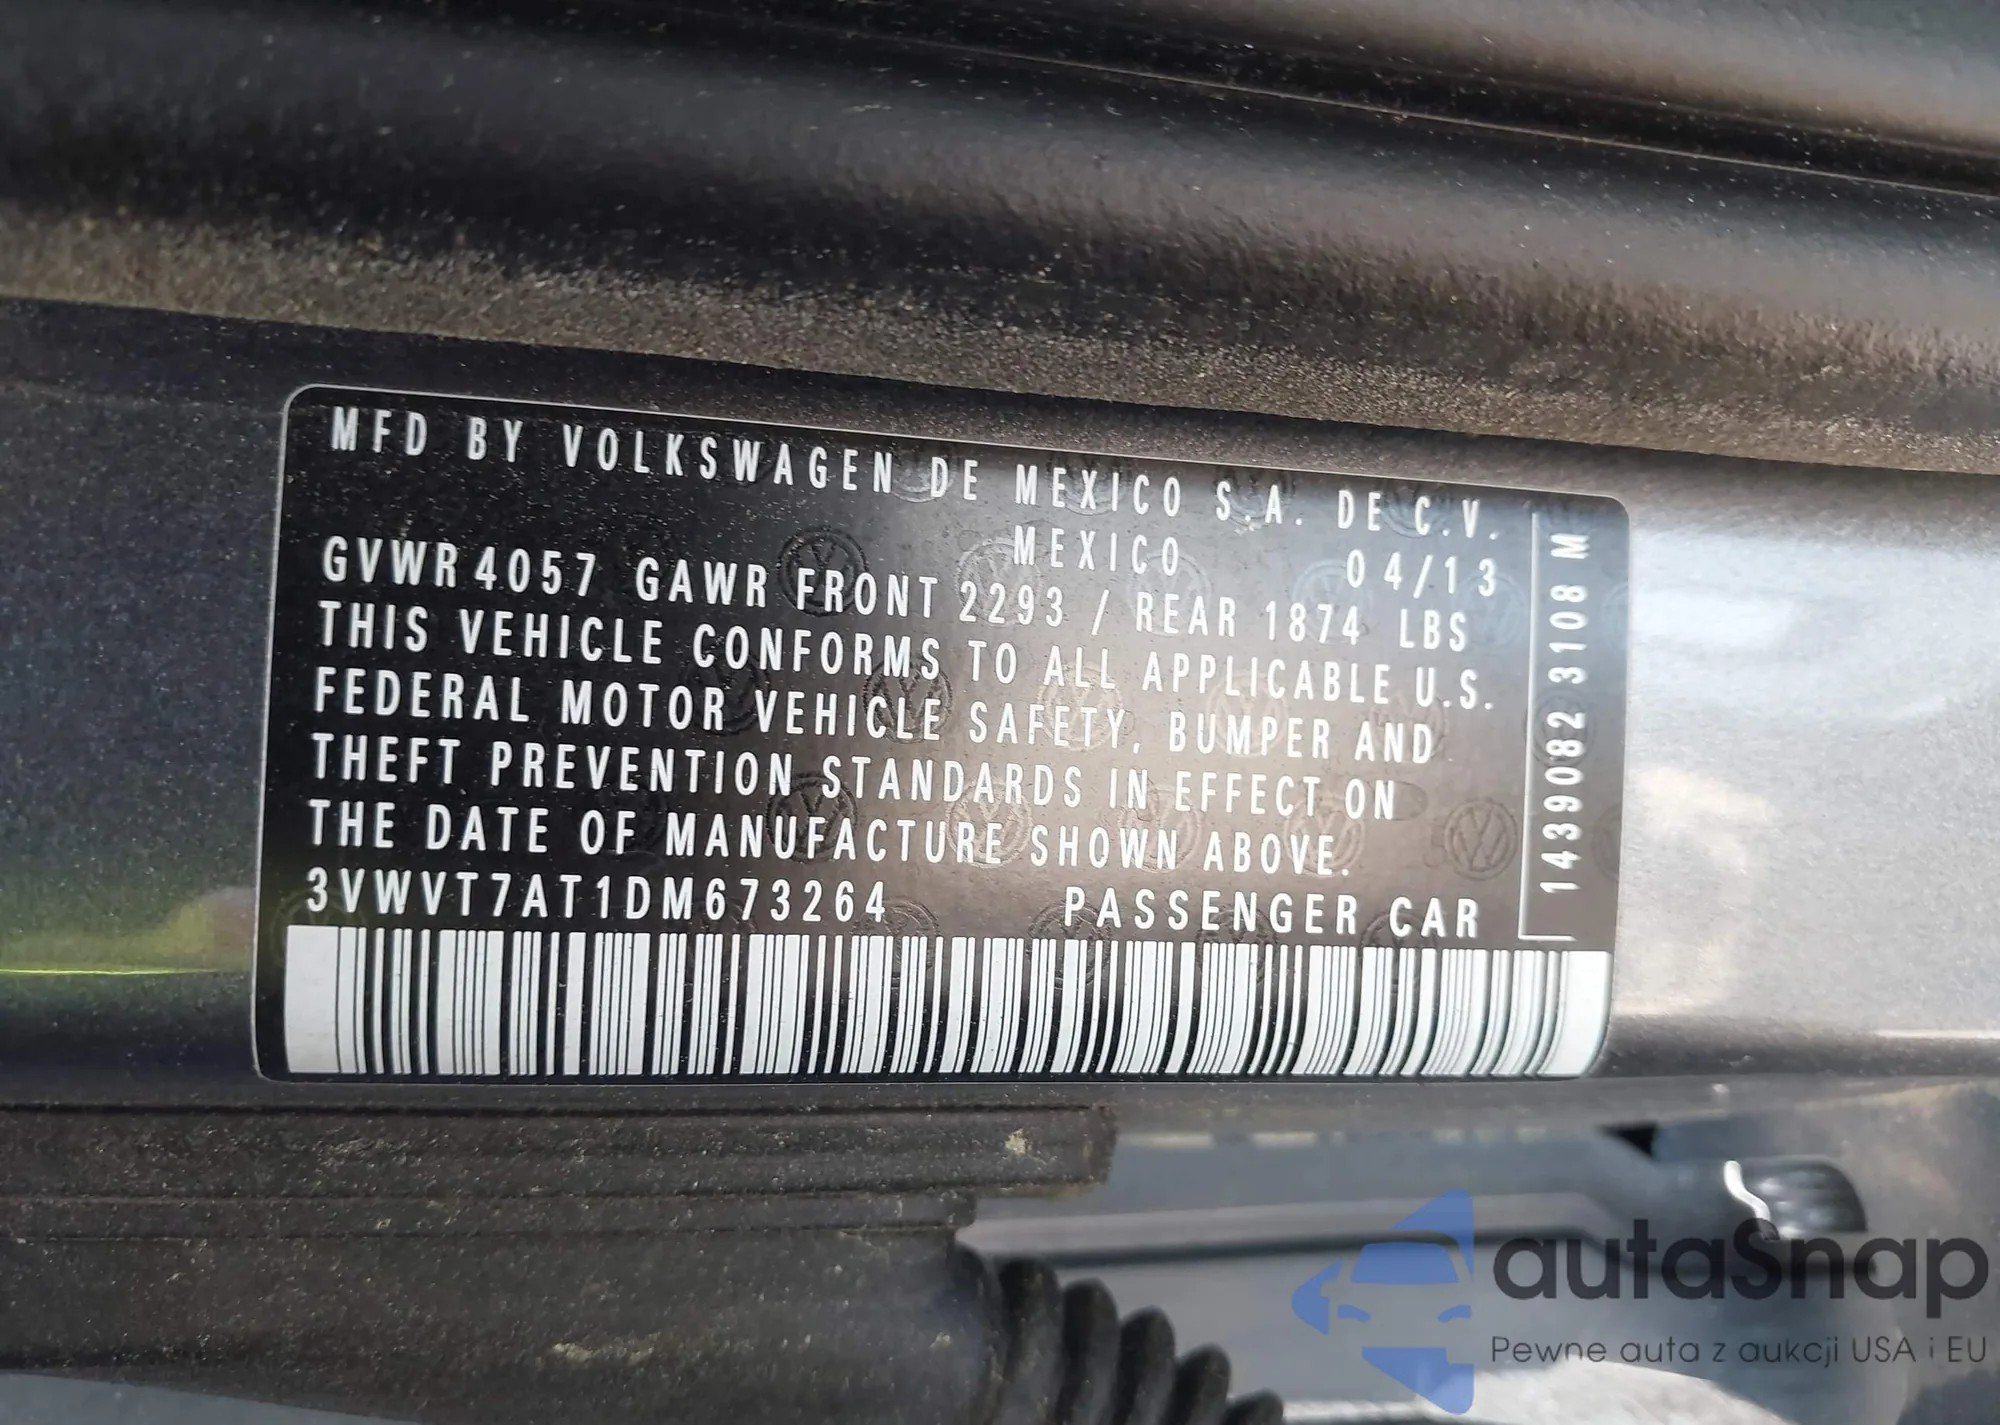 MFD BY VOLKSWAGEN DE MEXICO S.A. DE C.V.
MEXICO 04/13
GVWR 4057 GAWR FRONT 2293 / REAR 1874 LBS
THIS VEHICLE CONFORMS TO ALL APPLICABLE U.S.
FEDERAL MOTOR VEHICLE SAFETY, BUMPER AND
THEFT PREVENTION STANDARDS IN EFFECT ON
THE DATE OF MANUFACTURE SHOWN ABOVE.
3VWVT7AT1DM673264 PASSENGER CAR
1439082 3108 M
autaSnap
Pewne auta z aukcji USA i EU